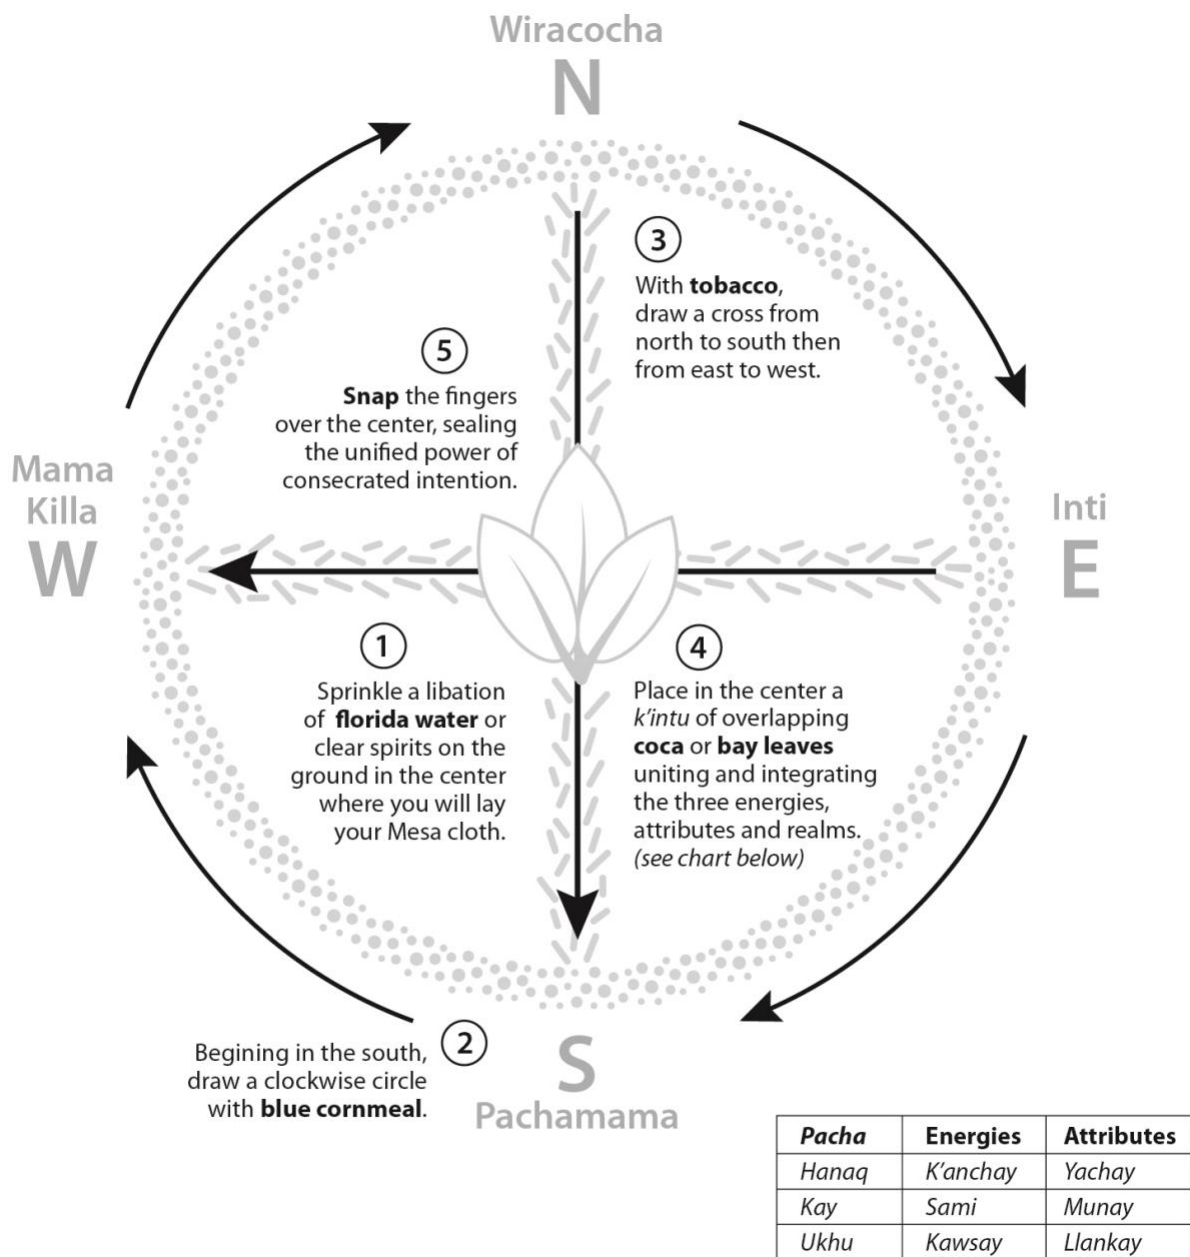 Wiracocha
N
3
With tobacco,
draw a cross from
north to south then
from east to west.
5
Snap the fingers
over the center, sealing
the unified power of
consecrated intention.
Mama
Killa
W
Inti
E
1
Sprinkle a libation
of florida water or
clear spirits on the
ground in the center
where you will lay
your Mesa cloth.
4
Place in the center a
k'intu of overlapping
coca or bay leaves
uniting and integrating
the three energies,
attributes and realms.
(see chart below)
2
Begining in the south,
draw a clockwise circle
with blue cornmeal.
S
Pachamama
Pacha Energies Attributes
Hanaq K'anchay Yachay
Kay Sami Munay
Ukhu Kawsay Llankay